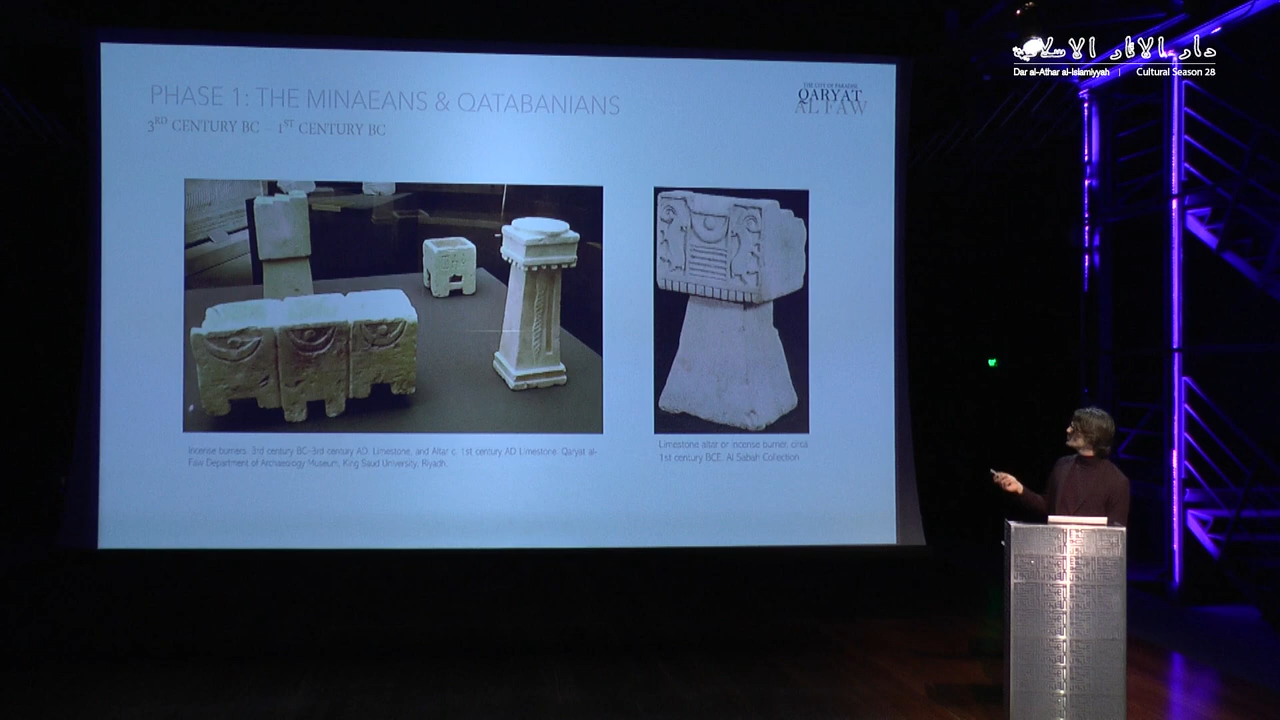 دار الآثار الإسلامية
Dar al-Athar al-Islamiyyah | Cultural Season 28
PHASE 1: THE MINAEANS & QATABANIANS
3RD CENTURY BC – 1ST CENTURY BC
THE CITY OF PARADISE
QARYAT
AL FAW
Incense burners. 3rd century BC-3rd century AD. Limestone, and Altar c. 1st century AD Limestone. Qaryat al-
Faw Department of Archaeology Museum, King Saud University. Riyadh.
Limestone altar or incense burner, circa
1st century BCE. Al Sabah Collection